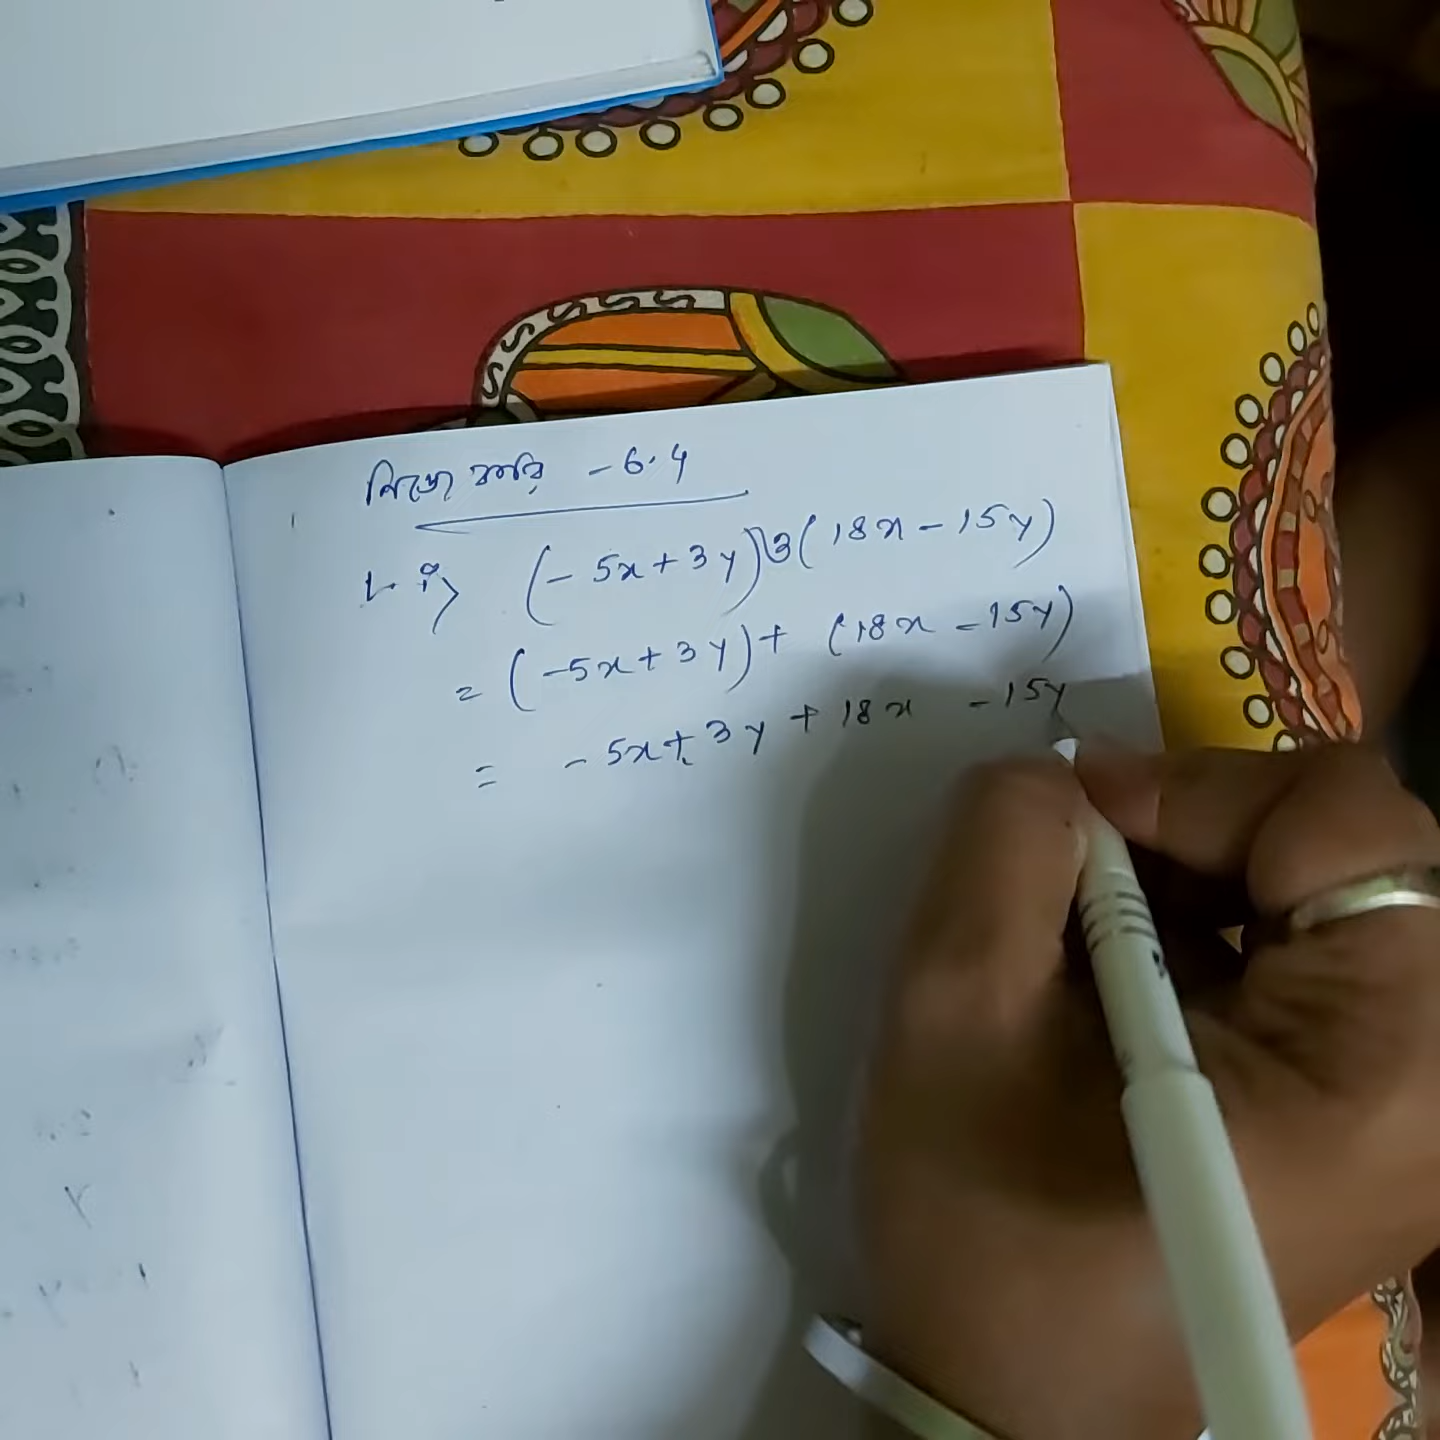 নিজে করি - 6.4
1. i> (- 5x + 3y) ও (18x - 15y)
= (-5x + 3y) + (18x - 15y)
= - 5x + 3y + 18x - 15y